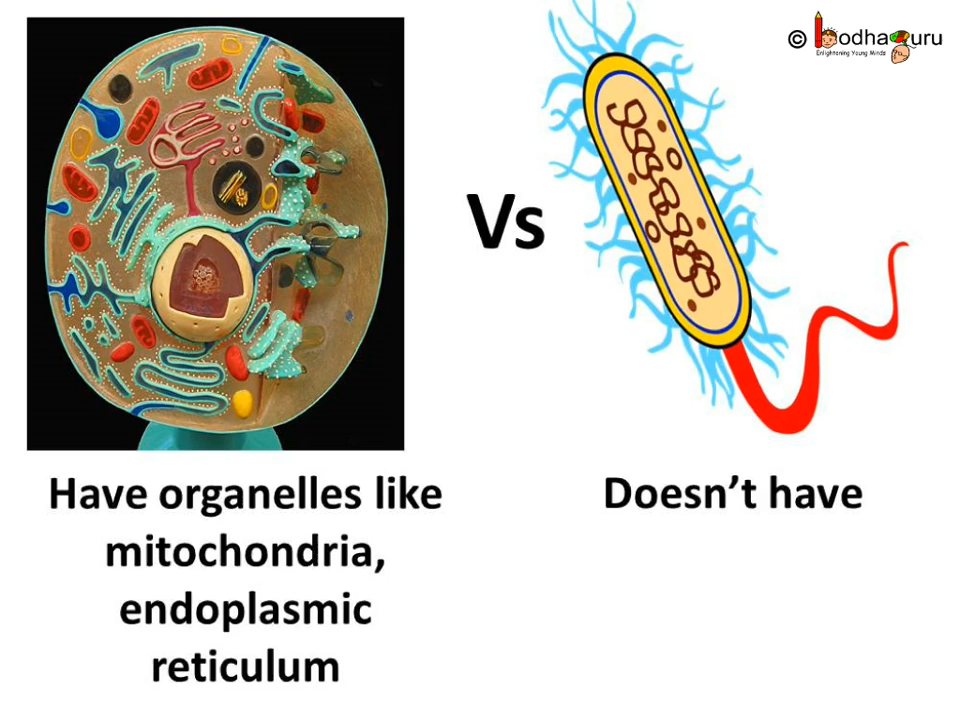 © BodhaGuru
Enlightening Young Minds
Vs
Have organelles like
mitochondria,
endoplasmic
reticulum
Doesn’t have